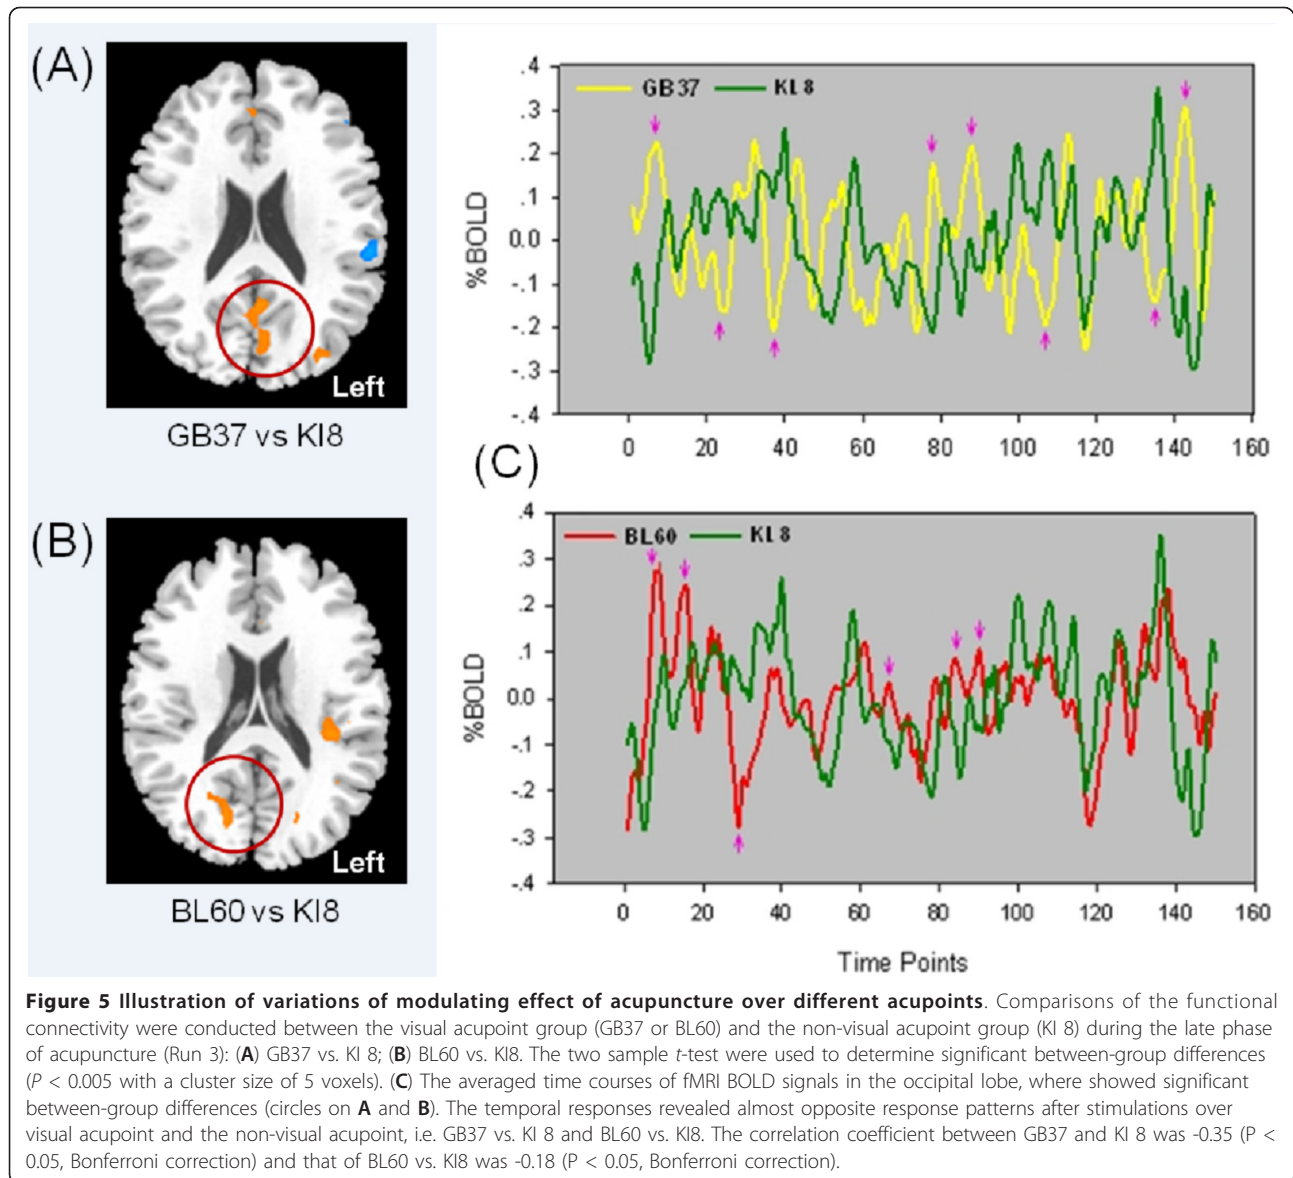 (A)
Left
GB37 vs KI8
(B)
Left
BL60 vs KI8
(C)
GB37 KI 8
%BOLD
.4
.3
.2
.1
0.0
-.1
-.2
-.3
-.4
0 20 40 60 80 100 120 140 160
BL60 KI 8
%BOLD
.4
.3
.2
.1
0.0
-.1
-.2
-.3
-.4
0 20 40 60 80 100 120 140 160
Time Points
Figure 5 Illustration of variations of modulating effect of acupuncture over different acupoints. Comparisons of the functional
connectivity were conducted between the visual acupoint group (GB37 or BL60) and the non-visual acupoint group (KI 8) during the late phase
of acupuncture (Run 3): (A) GB37 vs. KI 8; (B) BL60 vs. KI8. The two sample t-test were used to determine significant between-group differences
(P < 0.005 with a cluster size of 5 voxels). (C) The averaged time courses of fMRI BOLD signals in the occipital lobe, where showed significant
between-group differences (circles on A and B). The temporal responses revealed almost opposite response patterns after stimulations over
visual acupoint and the non-visual acupoint, i.e. GB37 vs. KI 8 and BL60 vs. KI8. The correlation coefficient between GB37 and KI 8 was -0.35 (P <
0.05, Bonferroni correction) and that of BL60 vs. KI8 was -0.18 (P < 0.05, Bonferroni correction).